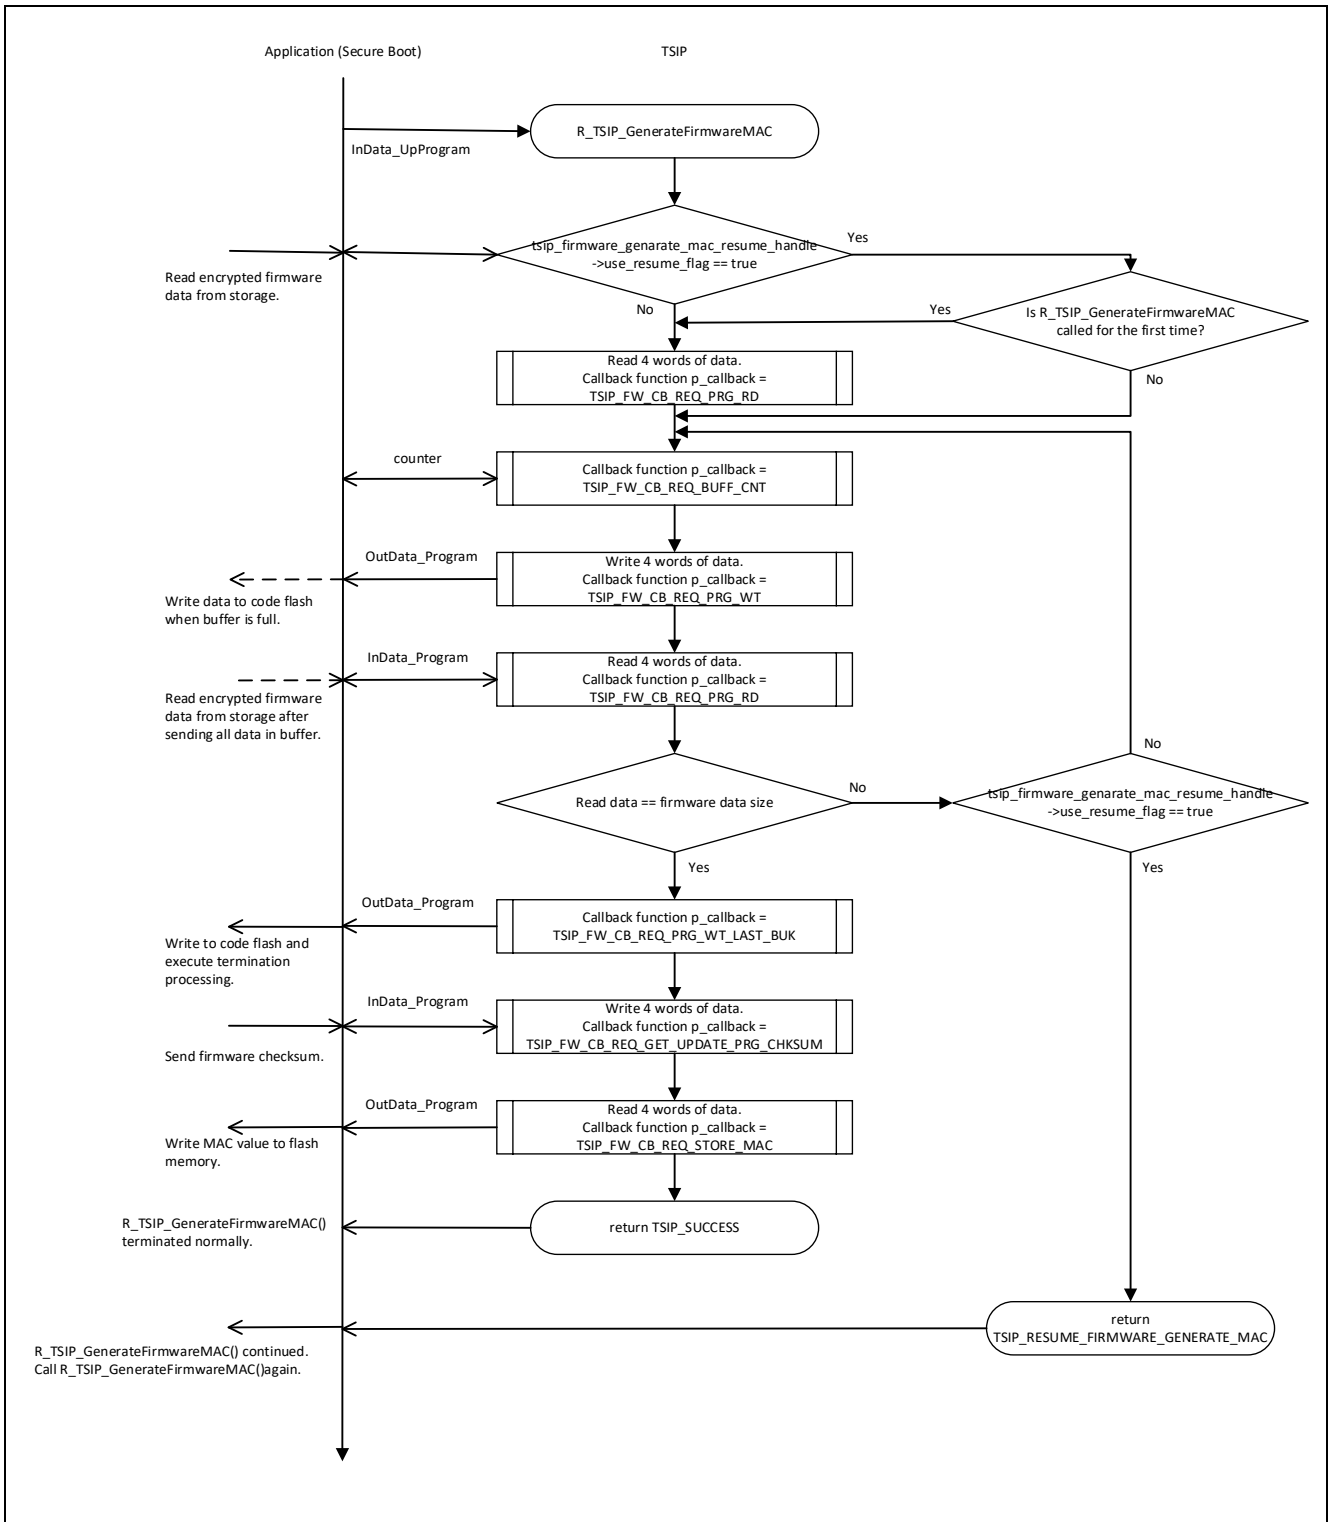 Application (Secure Boot)
TSIP
R_TSIP_GenerateFirmwareMAC
InData_UpProgram
tsip_firmware_genarate_mac_resume_handle
->use_resume_flag == true
Yes
Read encrypted firmware
data from storage.
No
Yes
Is R_TSIP_GenerateFirmwareMAC
called for the first time?
No
Read 4 words of data.
Callback function p_callback =
TSIP_FW_CB_REQ_PRG_RD
counter
Callback function p_callback =
TSIP_FW_CB_REQ_BUFF_CNT
OutData_Program
Write 4 words of data.
Callback function p_callback =
TSIP_FW_CB_REQ_PRG_WT
Write data to code flash
when buffer is full.
InData_Program
Read 4 words of data.
Callback function p_callback =
TSIP_FW_CB_REQ_PRG_RD
Read encrypted firmware
data from storage after
sending all data in buffer.
Read data == firmware data size
No
No
tsip_firmware_genarate_mac_resume_handle
->use_resume_flag == true
Yes
Yes
OutData_Program
Callback function p_callback =
TSIP_FW_CB_REQ_PRG_WT_LAST_BUK
Write to code flash and
execute termination
processing.
InData_Program
Write 4 words of data.
Callback function p_callback =
TSIP_FW_CB_REQ_GET_UPDATE_PRG_CHKSUM
Send firmware checksum.
OutData_Program
Read 4 words of data.
Callback function p_callback =
TSIP_FW_CB_REQ_STORE_MAC
Write MAC value to flash
memory.
R_TSIP_GenerateFirmwareMAC()
terminated normally.
return TSIP_SUCCESS
return
TSIP_RESUME_FIRMWARE_GENERATE_MAC
R_TSIP_GenerateFirmwareMAC() continued.
Call R_TSIP_GenerateFirmwareMAC()again.